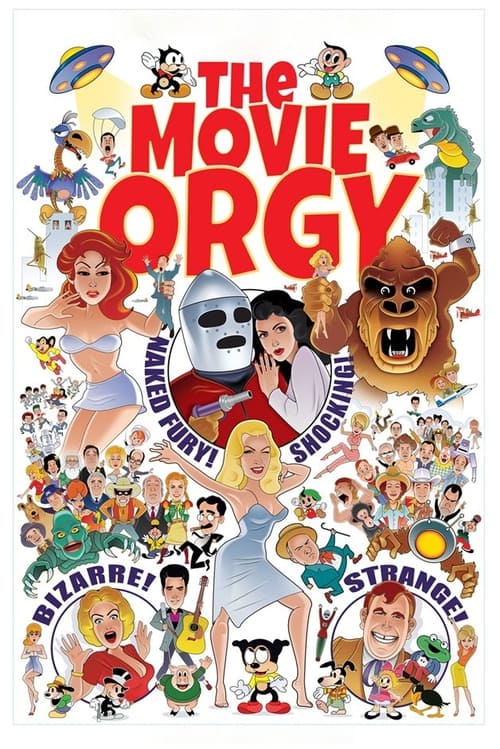 THE
MOVIE
ORGY
NAKED FURY!
SHOCKING!
BIZARRE!
STRANGE!